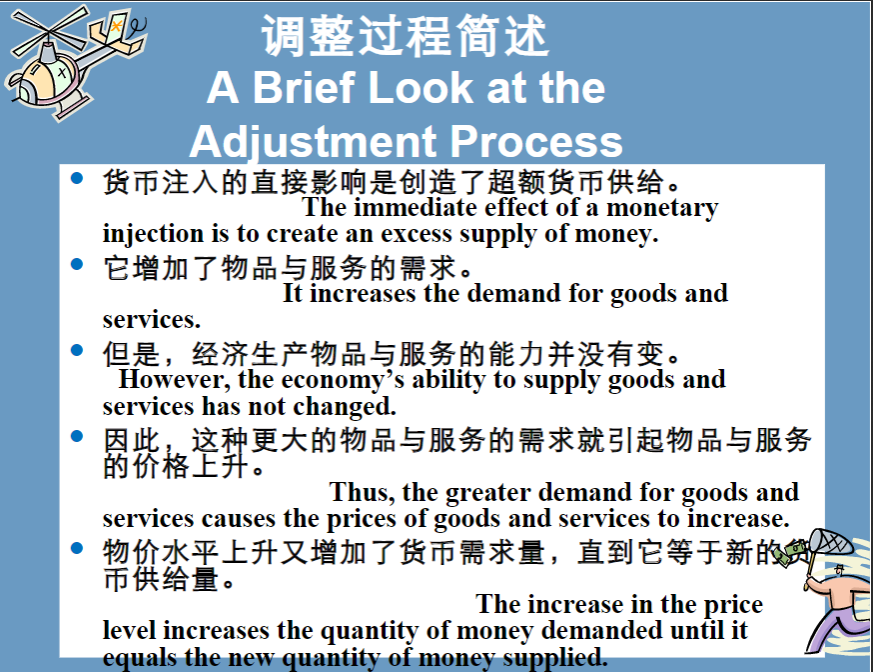 调整过程简述
A Brief Look at the
Adjustment Process
货币注入的直接影响是创造了超额货币供给。
The immediate effect of a monetary
injection is to create an excess supply of money.
它增加了物品与服务的需求。
It increases the demand for goods and
services.
但是，经济生产物品与服务的能力并没有变。
However, the economy’s ability to supply goods and
services has not changed.
因此，这种更大的物品与服务的需求就引起物品与服务
的价格上升。
Thus, the greater demand for goods and
services causes the prices of goods and services to increase.
物价水平上升又增加了货币需求量，直到它等于新的货
币供给量。
The increase in the price
level increases the quantity of money demanded until it
equals the new quantity of money supplied.